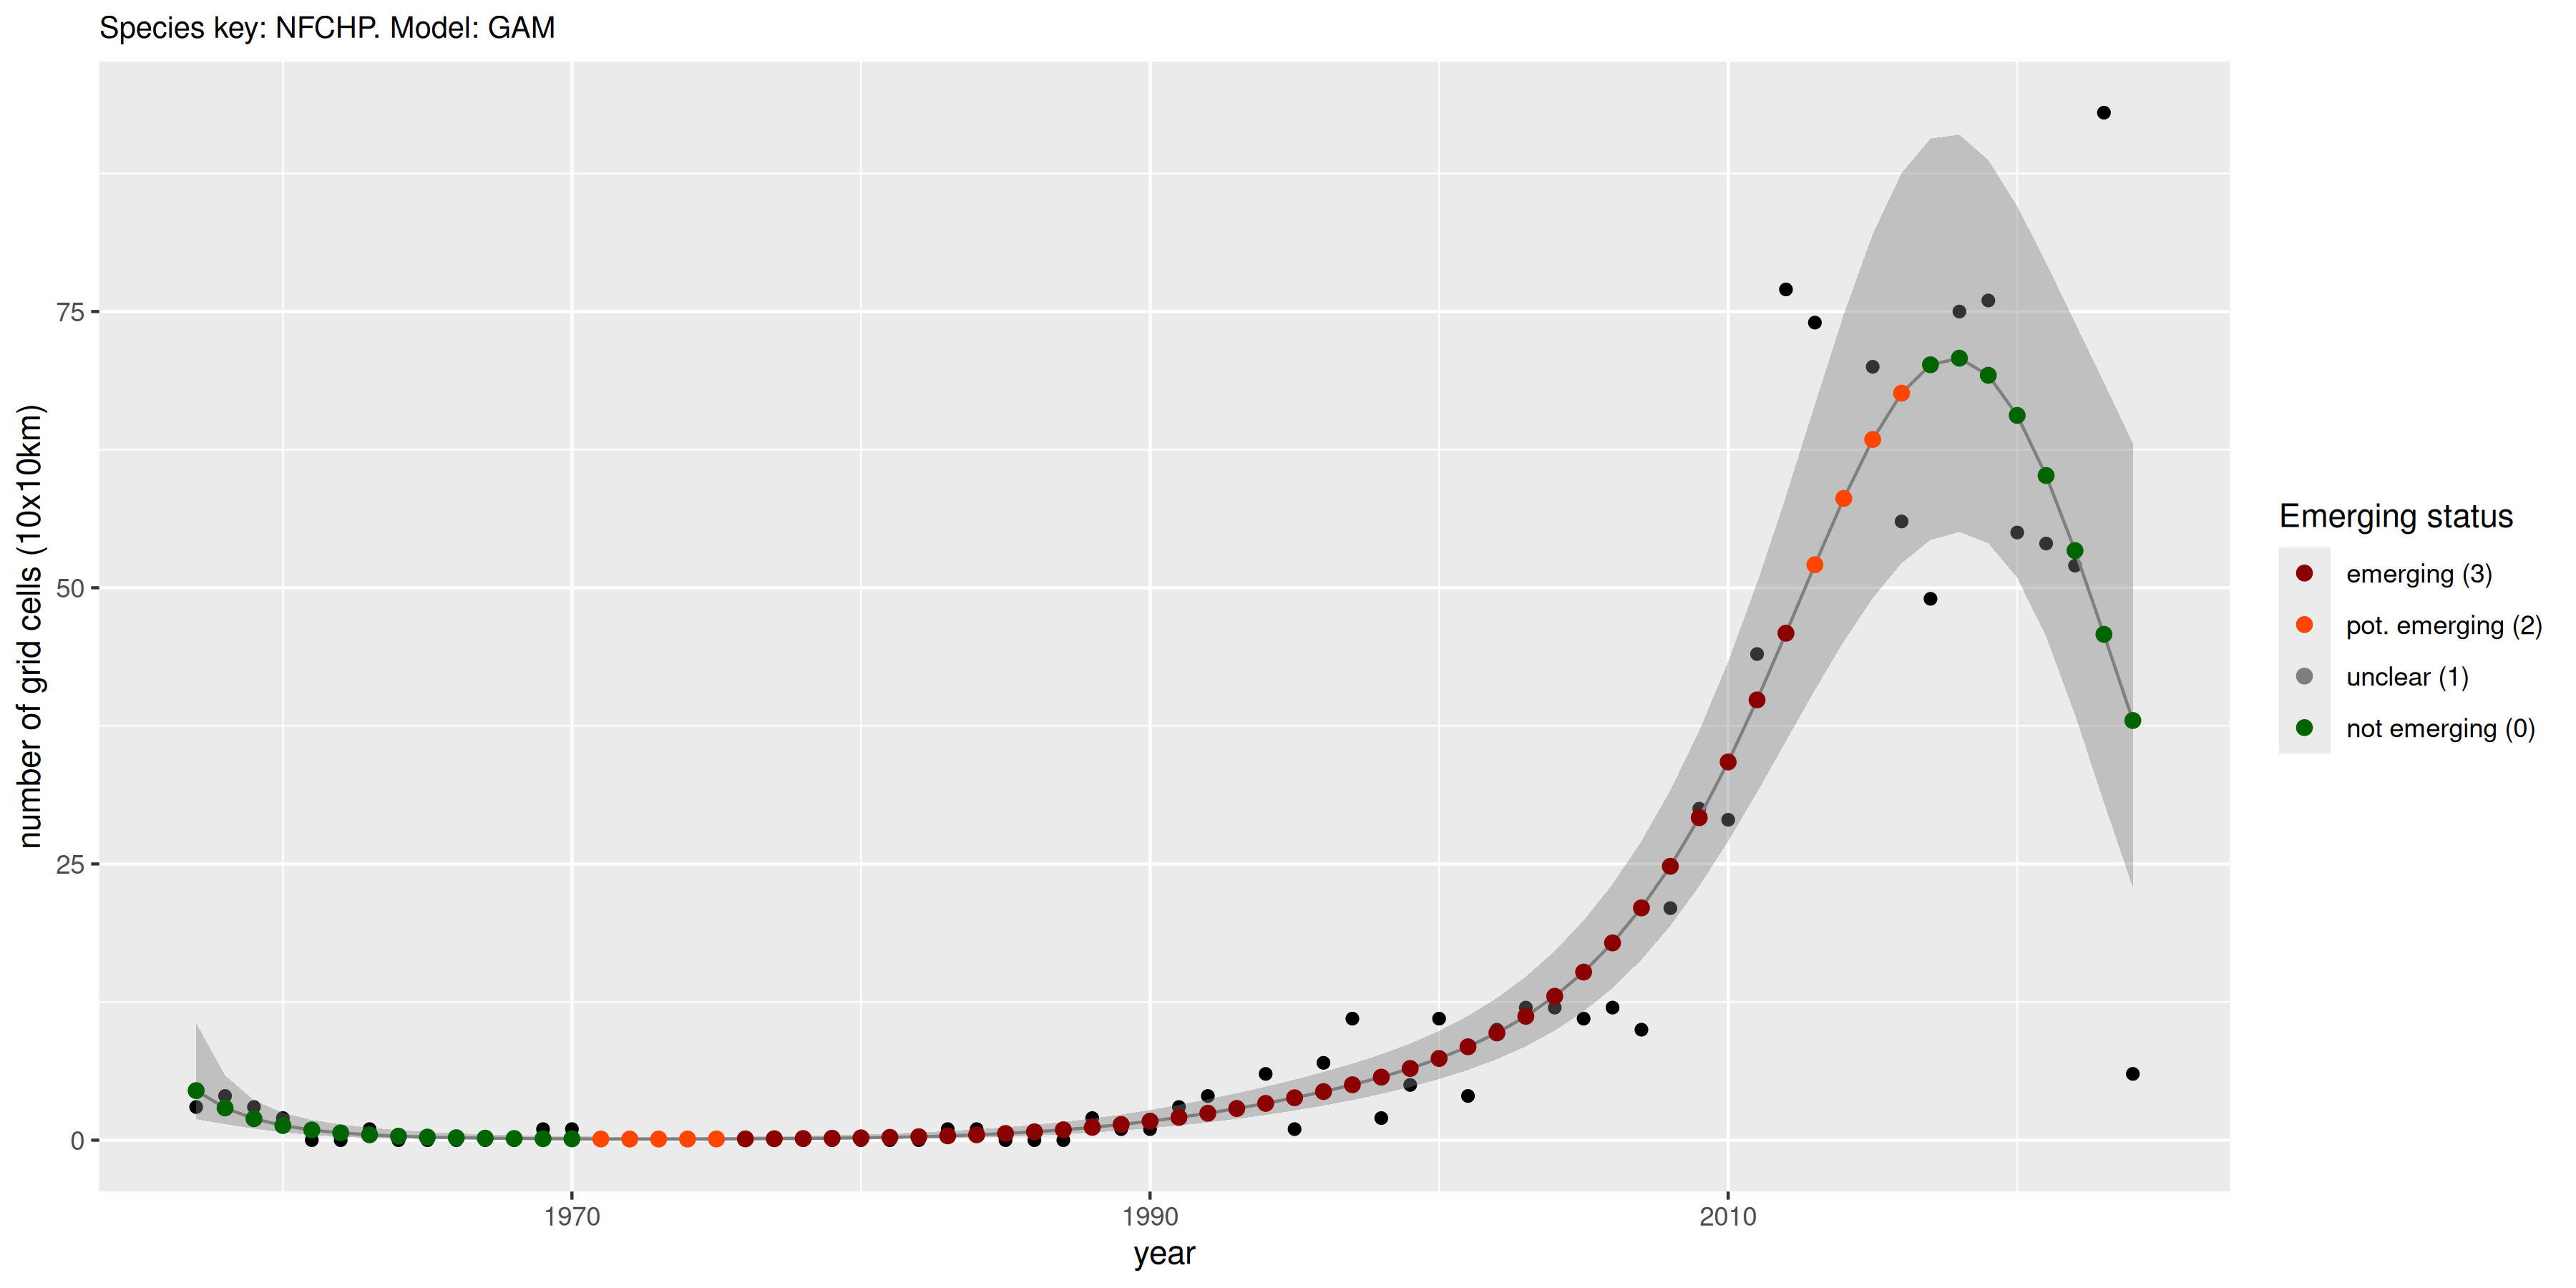 Species key: NFCHP. Model: GAM
number of grid cells (10x10km)
75
50
25
0
1970
1990
2010
year
Emerging status
emerging (3)
pot. emerging (2)
unclear (1)
not emerging (0)